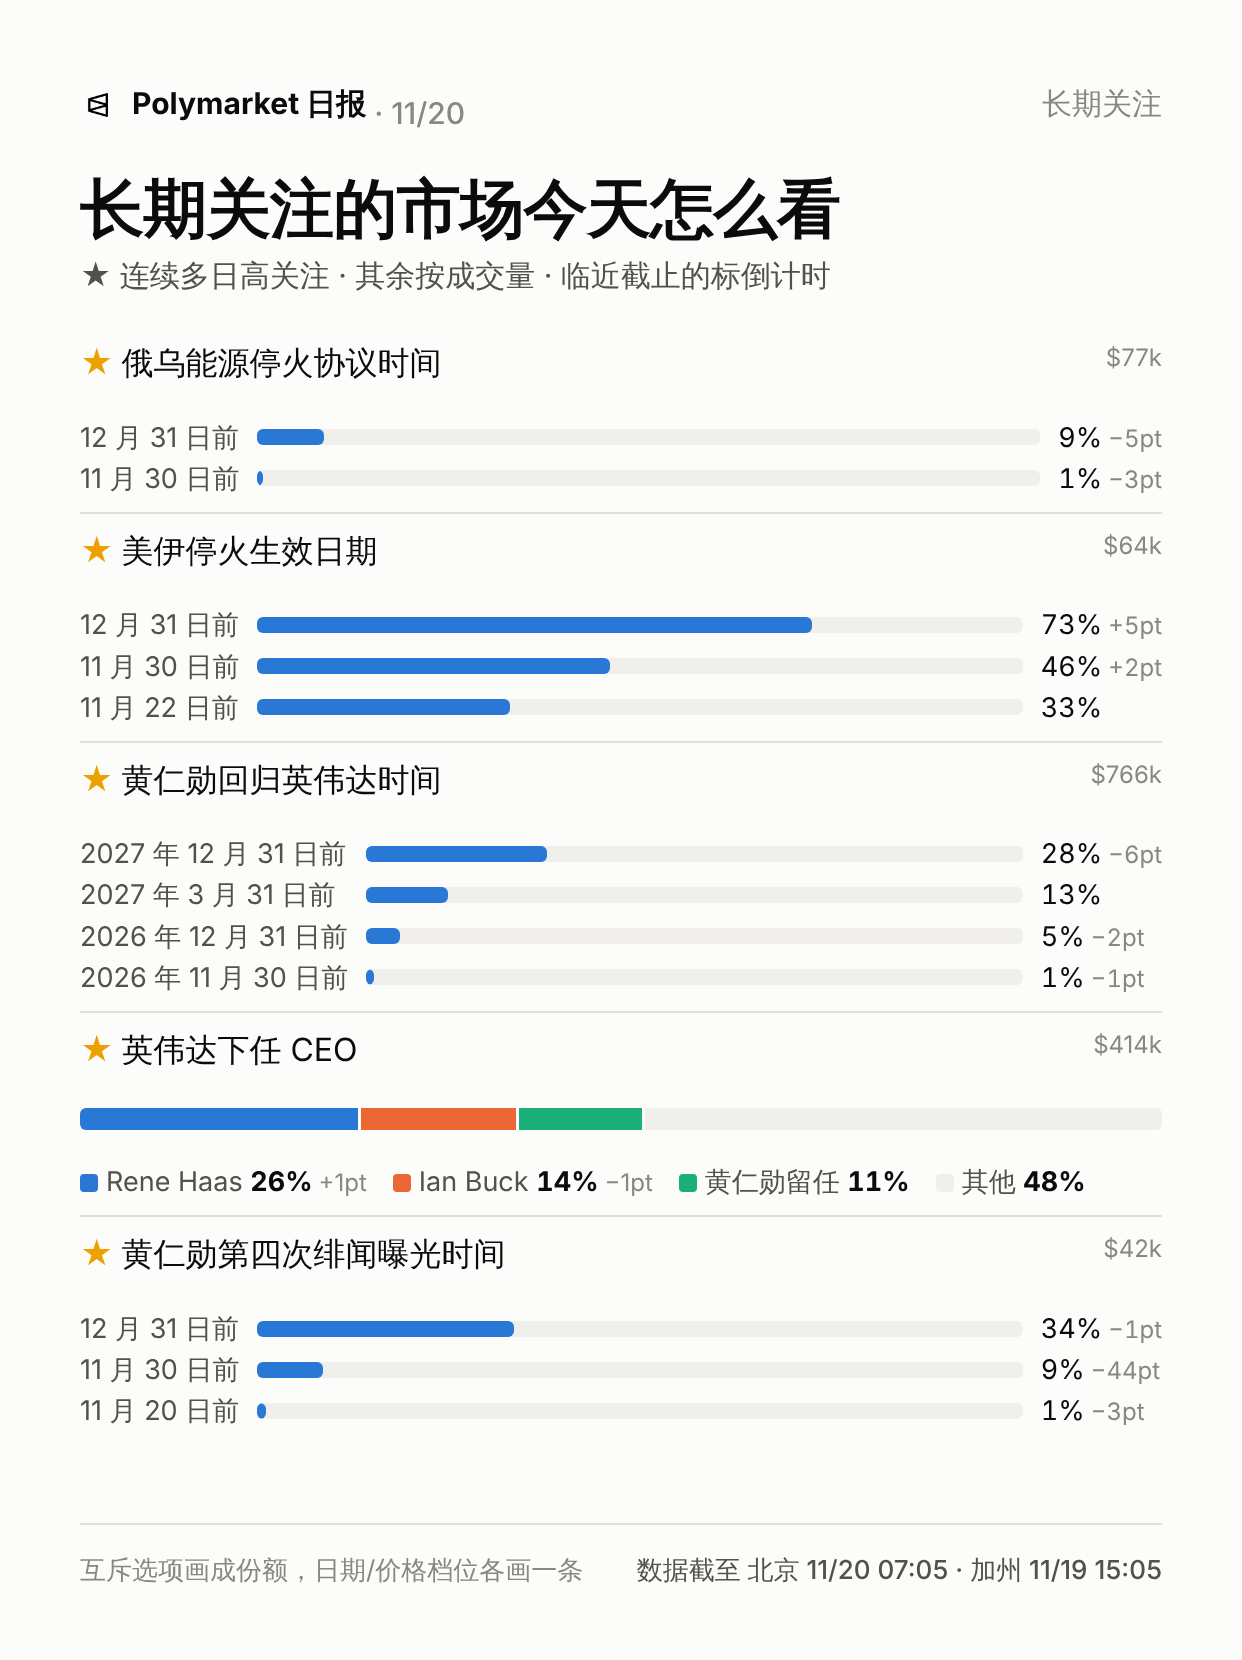 Polymarket 日报 · 11/20 长期关注
长期关注的市场今天怎么看
★ 连续多日高关注 · 其余按成交量 · 临近截止的标倒计时
★ 俄乌能源停火协议时间 $77k
12 月 31 日前 9% −5pt
11 月 30 日前 1% −3pt
★ 美伊停火生效日期 $64k
12 月 31 日前 73% +5pt
11 月 30 日前 46% +2pt
11 月 22 日前 33%
★ 黄仁勋回归英伟达时间 $766k
2027 年 12 月 31 日前 28% −6pt
2027 年 3 月 31 日前 13%
2026 年 12 月 31 日前 5% −2pt
2026 年 11 月 30 日前 1% −1pt
★ 英伟达下任 CEO $414k
Rene Haas 26% +1pt Ian Buck 14% −1pt 黄仁勋留任 11% 其他 48%
★ 黄仁勋第四次绯闻曝光时间 $42k
12 月 31 日前 34% −1pt
11 月 30 日前 9% −44pt
11 月 20 日前 1% −3pt
互斥选项画成份额，日期/价格档位各画一条 数据截至 北京 11/20 07:05 · 加州 11/19 15:05